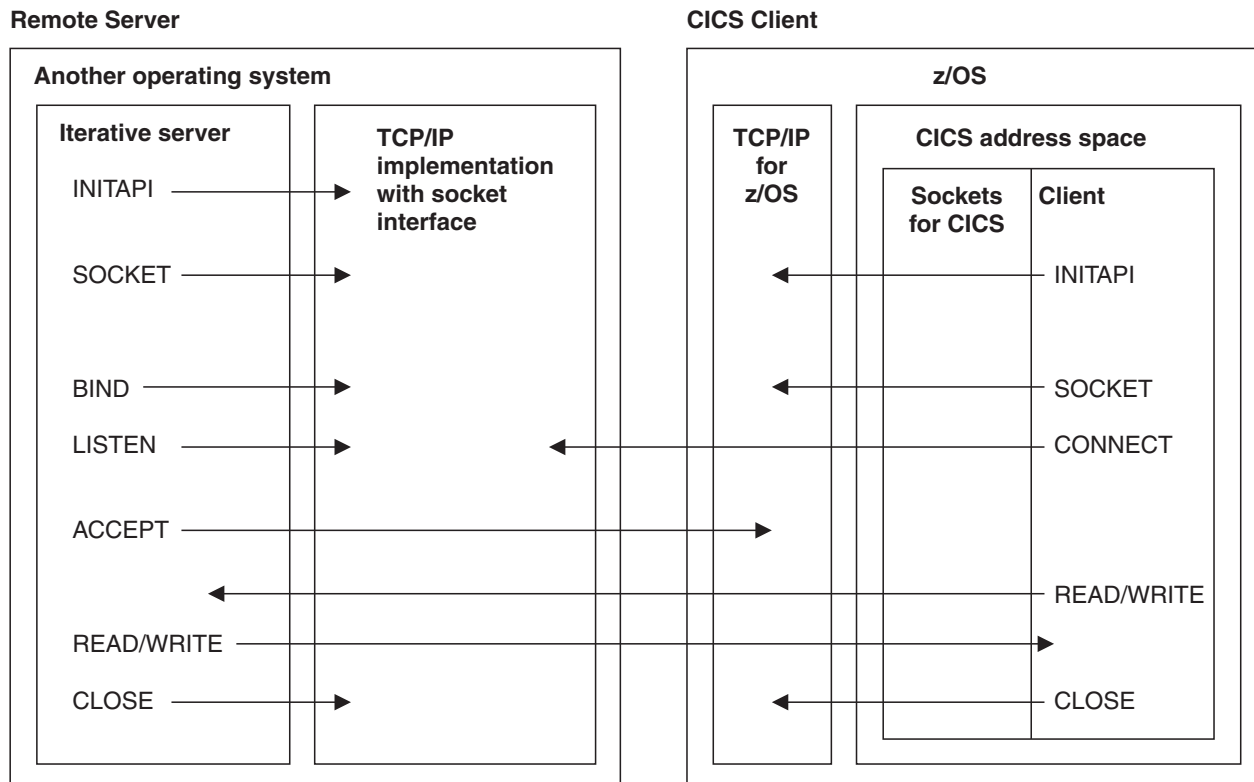 Remote Server
CICS Client
Another operating system
z/OS
Iterative server
TCP/IP
implementation
with socket
interface
TCP/IP
for
z/OS
CICS address space
Sockets
for CICS
Client
INITAPI
SOCKET
INITAPI
BIND
SOCKET
LISTEN
CONNECT
ACCEPT
READ/WRITE
READ/WRITE
CLOSE
CLOSE